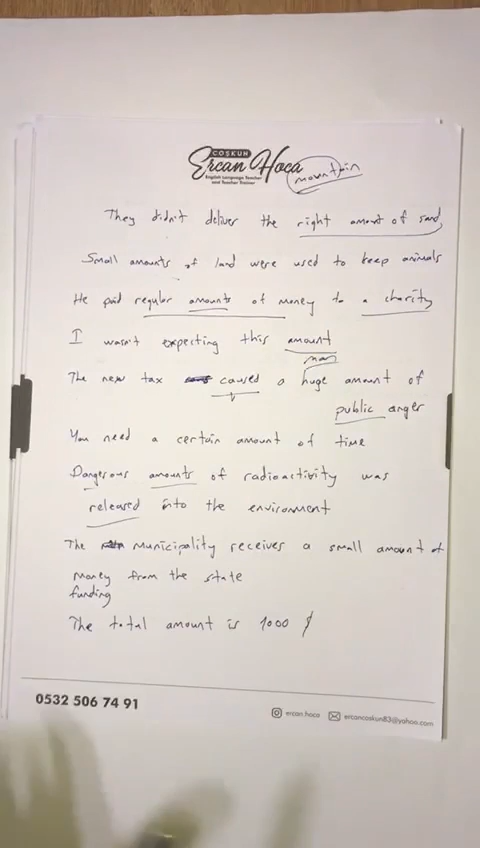 COŞKUN
Ercan Hoca
English Language Teacher
and Teacher Trainer
mountain
They didn't deliver the right amount of sand
Small amounts of land were used to keep animals
He paid regular amounts of money to a charity
I wasn't expecting this amount
The new tax caused a huge amount of
public anger
You need a certain amount of time
Dangerous amounts of radioactivity was
released into the environment
The municipality receives a small amount of
money from the state
funding
The total amount is 1000 $
0532 506 74 91
ercan.hoca ercancoskun83@yahoo.com